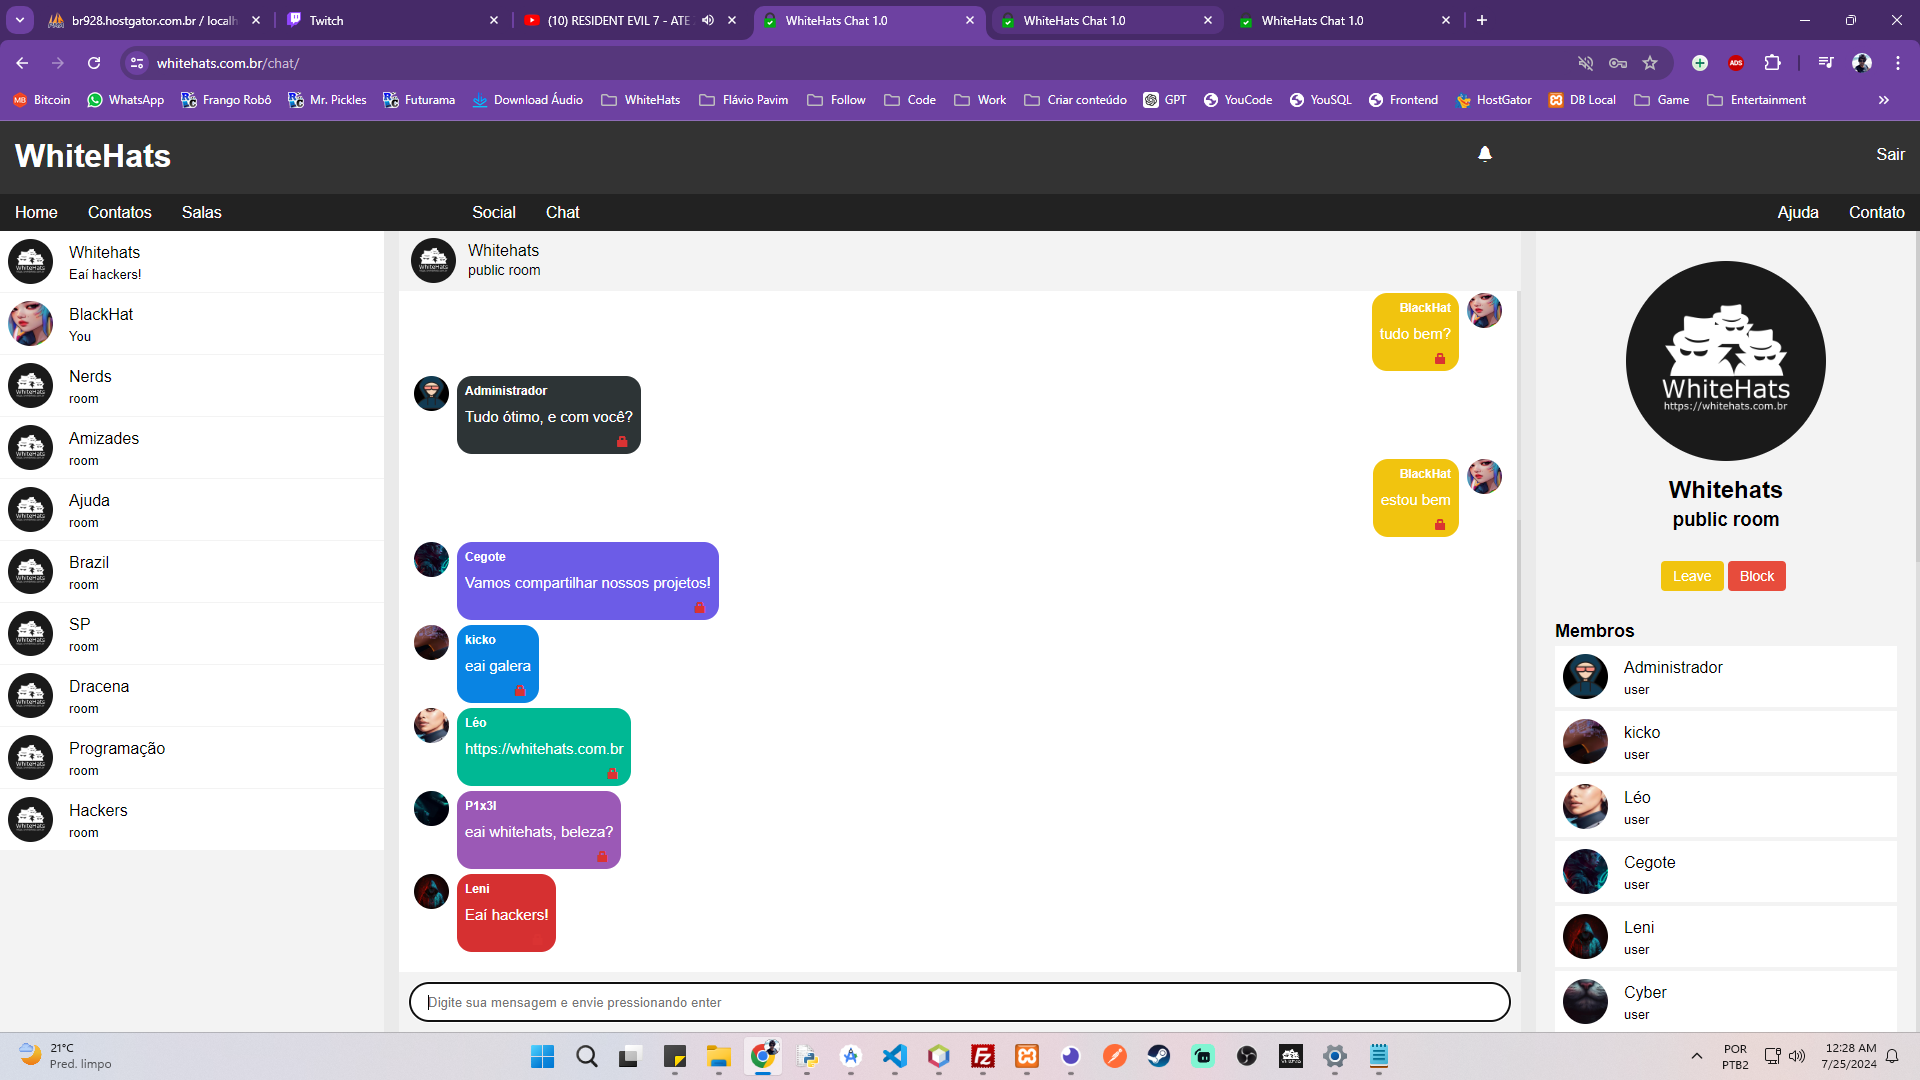 br928.hostgator.com.br / localh
Twitch
(10) RESIDENT EVIL 7 - ATE
WhiteHats Chat 1.0
WhiteHats Chat 1.0
WhiteHats Chat 1.0
whitehats.com.br/chat/
ADS
Bitcoin
WhatsApp
Frango Robô
Mr. Pickles
Futurama
Download Áudio
WhiteHats
Flávio Pavim
Follow
Code
Work
Criar conteúdo
GPT
YouCode
YouSQL
Frontend
HostGator
DB Local
Game
Entertainment
WhiteHats
Sair
Home
Contatos
Salas
Social
Chat
Ajuda
Contato
Whitehats
Eaí hackers!
BlackHat
You
Nerds
room
Amizades
room
Ajuda
room
Brazil
room
SP
room
Dracena
room
Programação
room
Hackers
room
Whitehats
public room
BlackHat
tudo bem?
Administrador
Tudo ótimo, e com você?
BlackHat
estou bem
Cegote
Vamos compartilhar nossos projetos!
kicko
eai galera
Léo
https://whitehats.com.br
P1x3l
eai whitehats, beleza?
Leni
Eaí hackers!
Digite sua mensagem e envie pressionando enter
WhiteHats
https://whitehats.com.br
Whitehats
public room
Leave
Block
Membros
Administrador
user
kicko
user
Léo
user
Cegote
user
Leni
user
Cyber
user
21°C
Pred. limpo
POR
PTB2
12:28 AM
7/25/2024